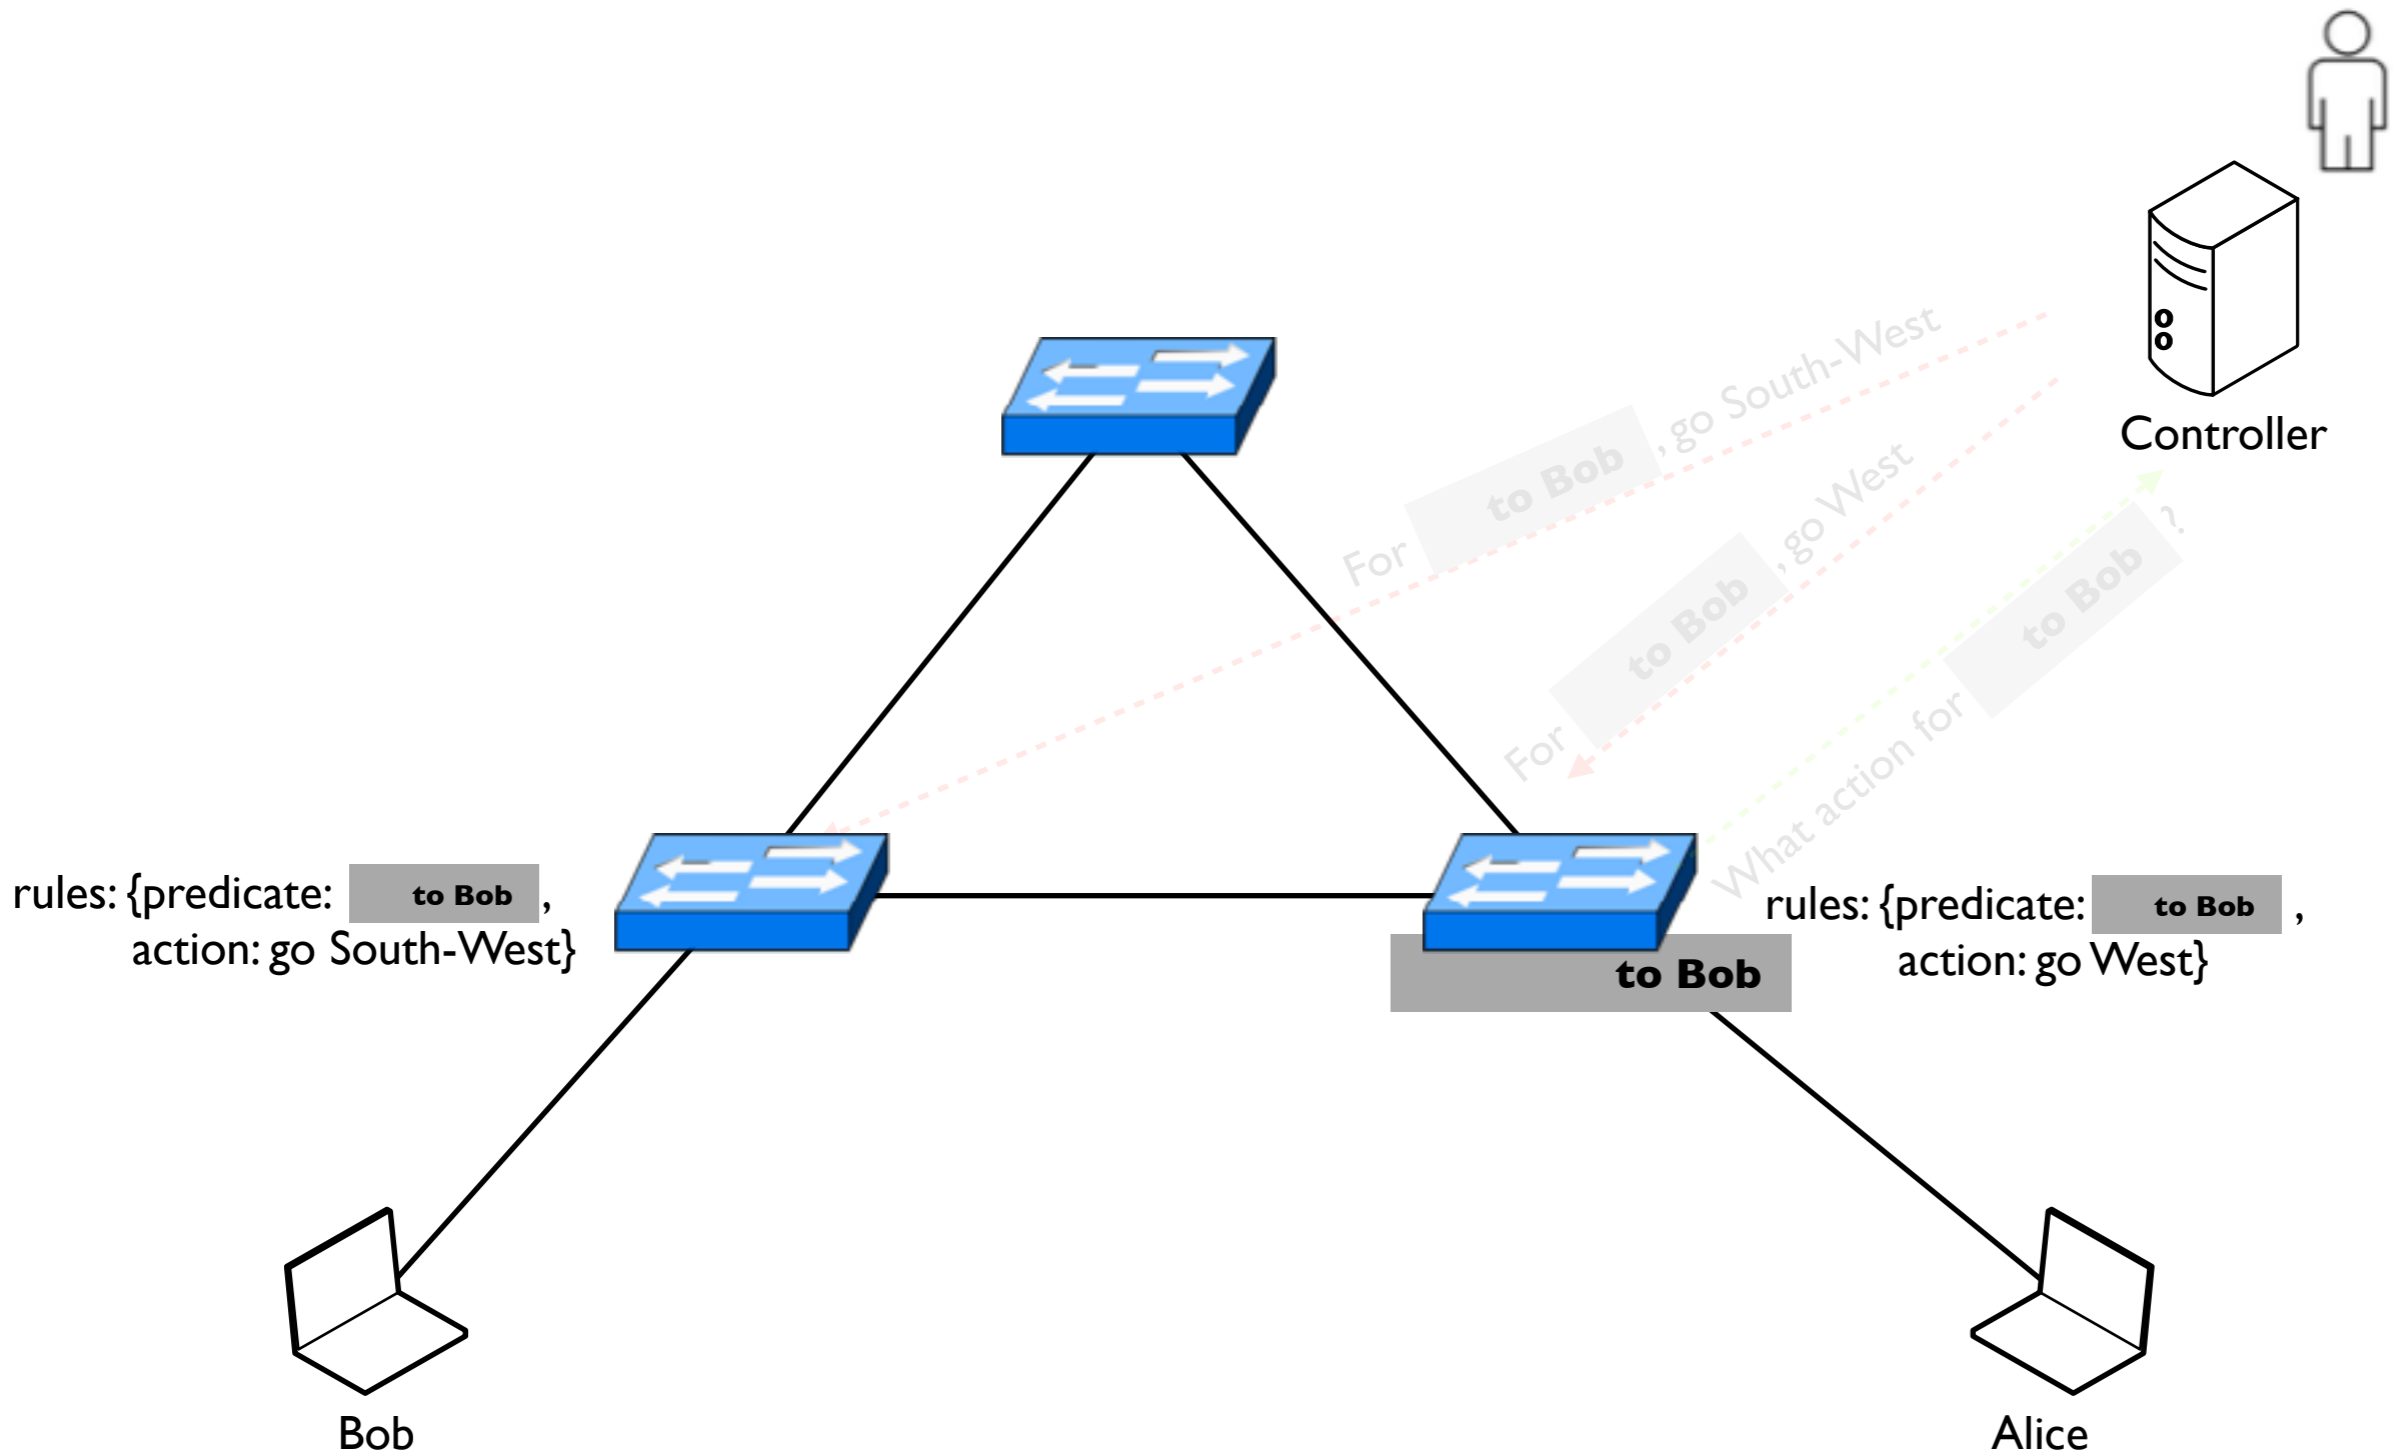 For to Bob , go South-West
Controller
For to Bob , go West
What action for to Bob ?
rules: {predicate: to Bob ,
action: go South-West}
rules: {predicate: to Bob ,
action: go West}
to Bob
Bob
Alice